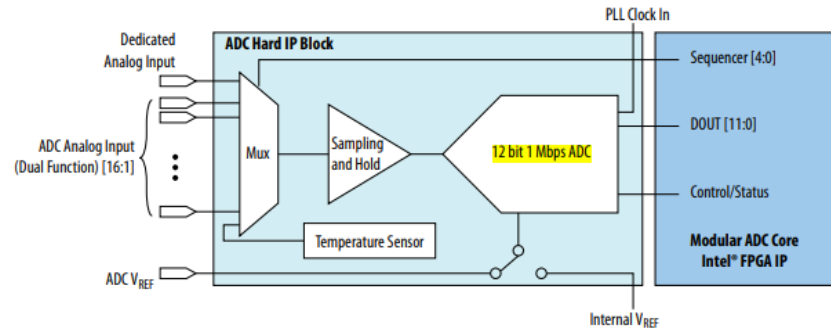 PLL Clock In
Dedicated
Analog Input
ADC Hard IP Block
Sequencer [4:0]
ADC Analog Input
(Dual Function) [16:1]
Mux
Sampling
and Hold
12 bit 1 Mbps ADC
DOUT [11:0]
Control/Status
Temperature Sensor
Modular ADC Core
Intel® FPGA IP
ADC VREF
Internal VREF